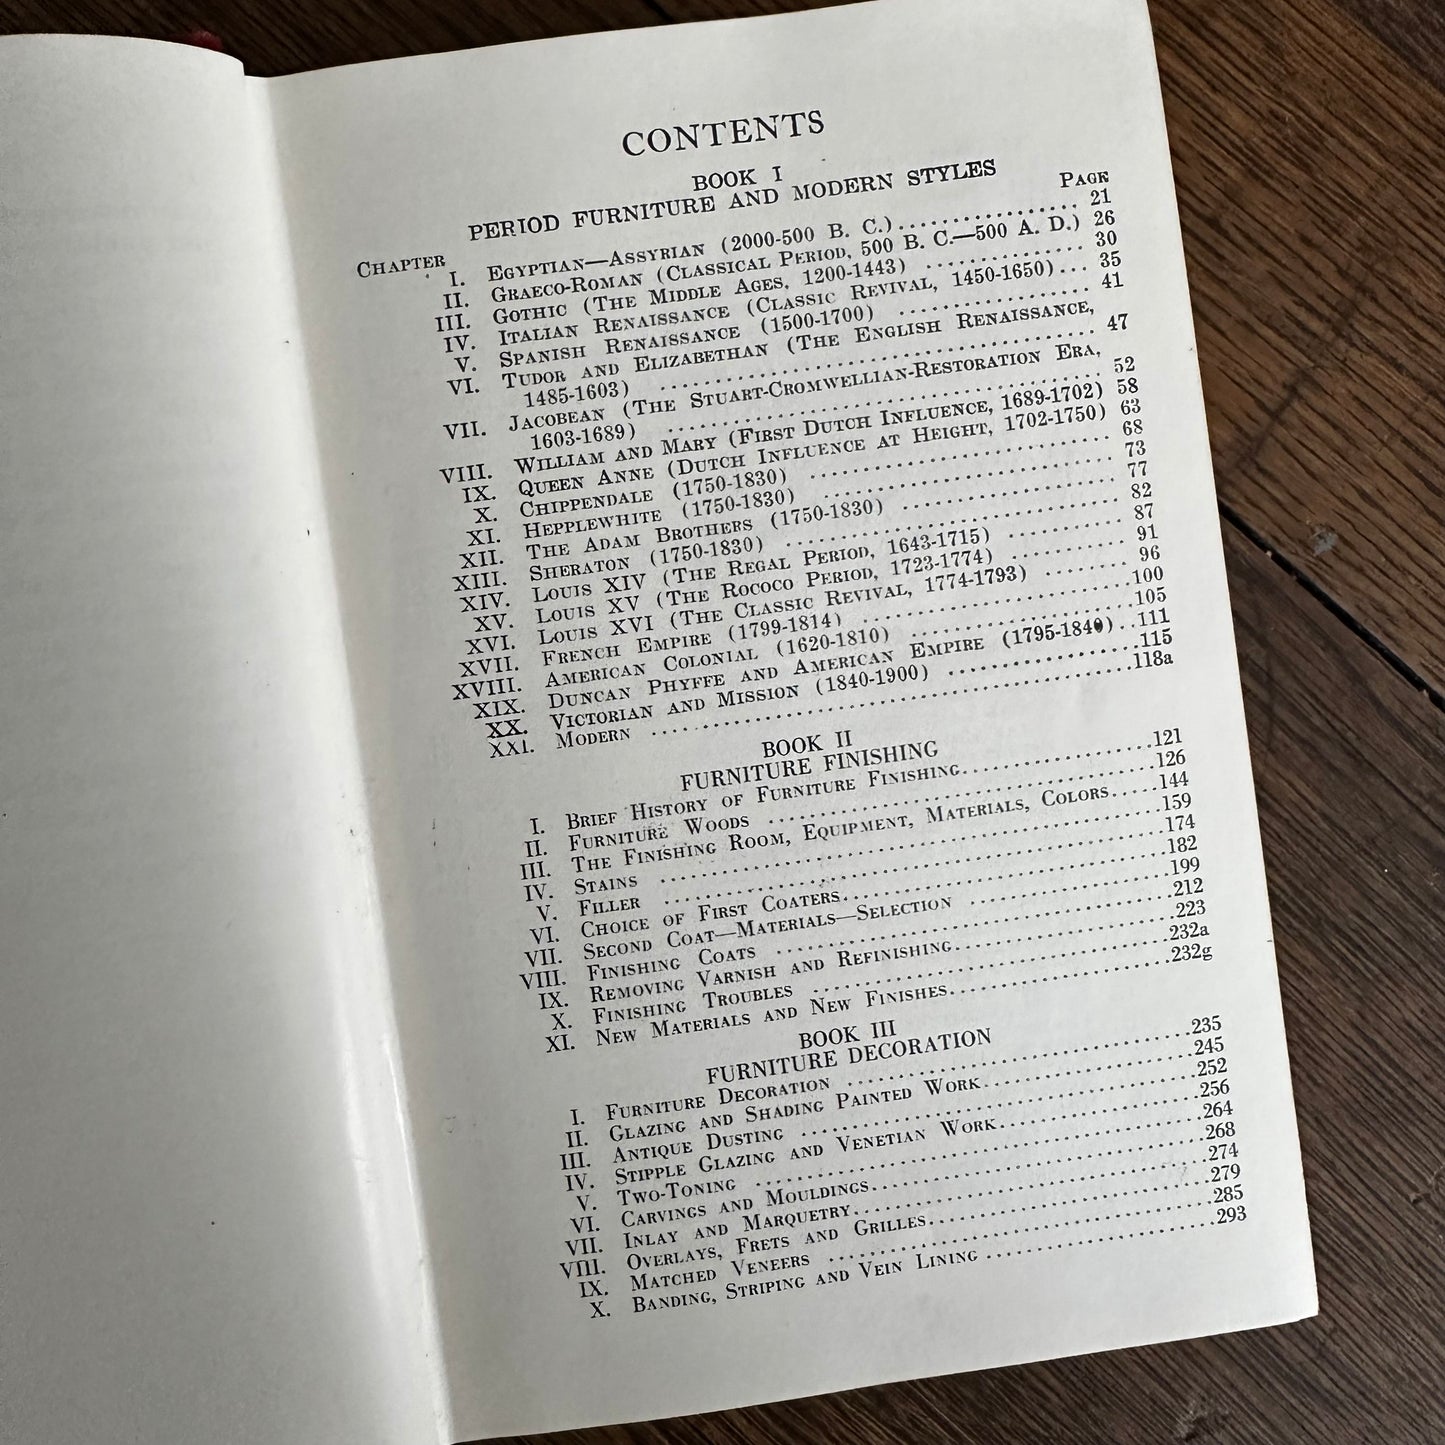 CONTENTS
BOOK I
PERIOD FURNITURE AND MODERN STYLES
CHAPTER PAGE
I. EGYPTIAN—ASSYRIAN (2000-500 B. C.) 21
II. GRAECO-ROMAN (CLASSICAL PERIOD, 500 B. C.—500 A. D.) 26
III. GOTHIC (THE MIDDLE AGES, 1200-1443) 30
IV. ITALIAN RENAISSANCE (CLASSIC REVIVAL, 1450-1650) 35
V. SPANISH RENAISSANCE (1500-1700) 41
VI. TUDOR AND ELIZABETHAN (THE ENGLISH RENAISSANCE,
1485-1603) 47
VII. JACOBEAN (THE STUART-CROMWELLIAN-RESTORATION ERA,
1603-1689) 52
VIII. WILLIAM AND MARY (FIRST DUTCH INFLUENCE, 1689-1702) 58
IX. QUEEN ANNE (DUTCH INFLUENCE AT HEIGHT, 1702-1750) 63
X. CHIPPENDALE (1750-1830) 68
XI. HEPPLEWHITE (1750-1830) 73
XII. THE ADAM BROTHERS (1750-1830) 77
XIII. SHERATON (1750-1830) 82
XIV. LOUIS XIV (THE REGAL PERIOD, 1643-1715) 87
XV. LOUIS XV (THE ROCOCO PERIOD, 1723-1774) 91
XVI. LOUIS XVI (THE CLASSIC REVIVAL, 1774-1793) 96
XVII. FRENCH EMPIRE (1799-1814) 100
XVIII. AMERICAN COLONIAL (1620-1810) 105
XIX. DUNCAN PHYFFE AND AMERICAN EMPIRE (1795-1840) 111
XX. VICTORIAN AND MISSION (1840-1900) 115
XXI. MODERN 118a
BOOK II
FURNITURE FINISHING
I. BRIEF HISTORY OF FURNITURE FINISHING 121
II. FURNITURE WOODS 126
III. THE FINISHING ROOM, EQUIPMENT, MATERIALS, COLORS 144
IV. STAINS 159
V. FILLER 174
VI. CHOICE OF FIRST COATERS 182
VII. SECOND COAT—MATERIALS—SELECTION 199
VIII. FINISHING COATS 212
IX. REMOVING VARNISH AND REFINISHING 223
X. FINISHING TROUBLES 232a
XI. NEW MATERIALS AND NEW FINISHES 232g
BOOK III
FURNITURE DECORATION
I. FURNITURE DECORATION 235
II. GLAZING AND SHADING PAINTED WORK 245
III. ANTIQUE DUSTING 252
IV. STIPPLE GLAZING AND VENETIAN WORK 256
V. TWO-TONING 264
VI. CARVINGS AND MOULDINGS 268
VII. INLAY AND MARQUETRY 274
VIII. OVERLAYS, FRETS AND GRILLES 279
IX. MATCHED VENEERS 285
X. BANDING, STRIPING AND VEIN LINING 293